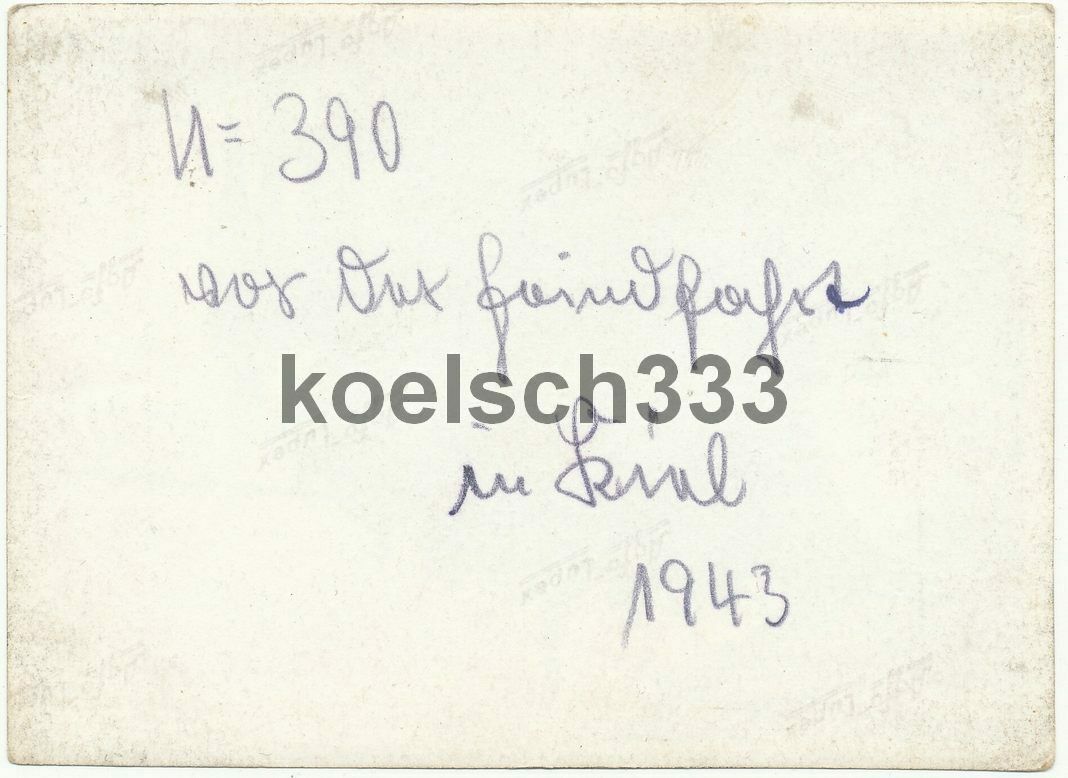 U= 390
vor der Feindfahrt
koelsch333
in Kiel
1943